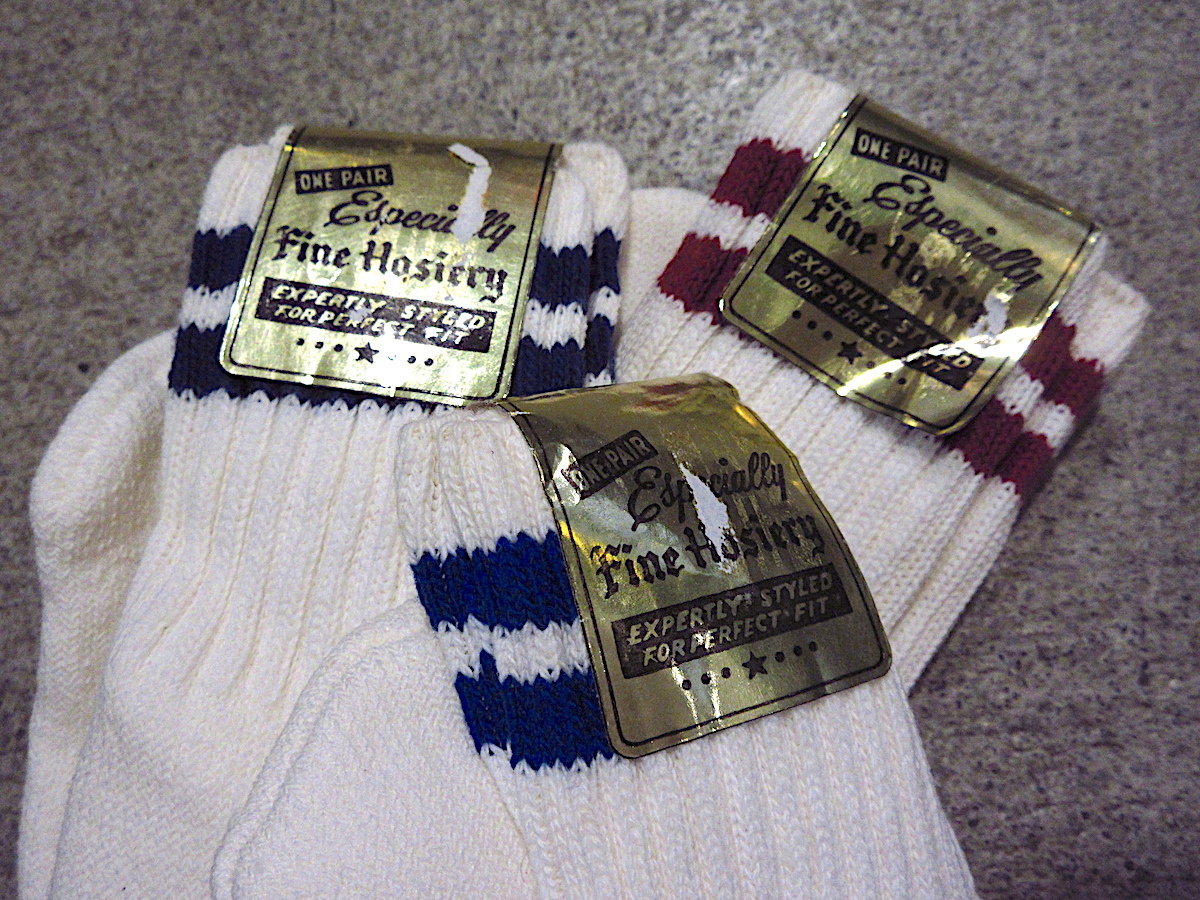 ONE PAIR
Especially
Fine Hosiery
EXPERTLY STYLED
FOR PERFECT FIT
ONE PAIR
Especially
Fine Hosiery
EXPERTLY STYLED
FOR PERFECT FIT
ONE PAIR
Especially
Fine Hosiery
EXPERTLY STYLED
FOR PERFECT FIT